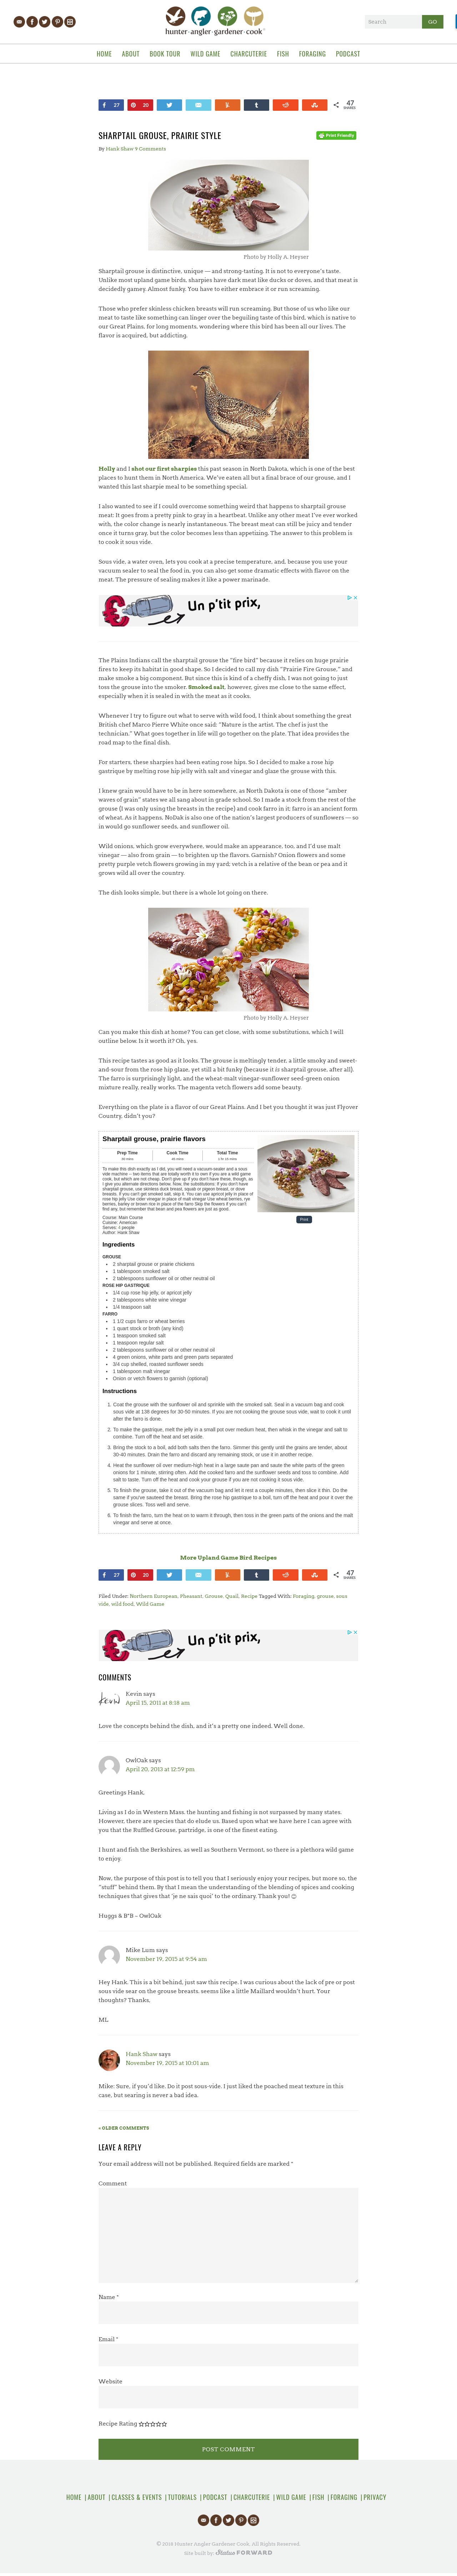 hunter·angler·gardener·cook
Search
GO
HOME ABOUT BOOK TOUR WILD GAME CHARCUTERIE FISH FORAGING PODCAST
27 20 47
SHARES
SHARPTAIL GROUSE, PRAIRIE STYLE
Print Friendly
By Hank Shaw 9 Comments
Photo by Holly A. Heyser
Sharptail grouse is distinctive, unique — and strong-tasting. It is not to everyone's taste.
Unlike most upland game birds, sharpies have dark meat like ducks or doves, and that meat is
decidedly gamey. Almost funky. You have to either embrace it or run screaming.
Those who prefer skinless chicken breasts will run screaming. But those of us who like our
meat to taste like something can linger over the beguiling taste of this bird, which is native to
our Great Plains, for long moments, wondering where this bird has been all our lives. The
flavor is acquired, but addicting.
Holly and I shot our first sharpies this past season in North Dakota, which is one of the best
places to hunt them in North America. We've eaten all but a final brace of our grouse, and I
wanted this last sharpie meal to be something special.
I also wanted to see if I could overcome something weird that happens to sharptail grouse
meat: It goes from a pretty pink to gray in a heartbeat. Unlike any other meat I've ever worked
with, the color change is nearly instantaneous. The breast meat can still be juicy and tender
once it turns gray, but the color becomes less than appetizing. The answer to this problem is
to cook it sous vide.
Sous vide, a water oven, lets you cook at a precise temperature, and, because you use your
vacuum sealer to seal the food in, you can also get some dramatic effects with flavor on the
meat. The pressure of sealing makes it like a power marinade.
Un p'tit prix,
The Plains Indians call the sharptail grouse the "fire bird" because it relies on huge prairie
fires to keep its habitat in good shape. So I decided to call my dish "Prairie Fire Grouse," and
make smoke a big component. But since this is kind of a cheffy dish, I was not going to just
toss the grouse into the smoker. Smoked salt, however, gives me close to the same effect,
especially when it is sealed in with the meat as it cooks.
Whenever I try to figure out what to serve with wild food, I think about something the great
British chef Marco Pierre White once said: "Nature is the artist. The chef is just the
technician." What goes together in life will go together on the plate. That idea provides the
road map to the final dish.
For starters, these sharpies had been eating rose hips. So I decided to make a rose hip
gastrique by melting rose hip jelly with salt and vinegar and glaze the grouse with this.
I knew grain would have to be in here somewhere, as North Dakota is one of those "amber
waves of grain" states we all sang about in grade school. So I made a stock from the rest of the
grouse (I was only using the breasts in the recipe) and cook farro in it; farro is an ancient form
of wheat. As it happens, NoDak is also one of the nation's largest producers of sunflowers — so
in would go sunflower seeds, and sunflower oil.
Wild onions, which grow everywhere, would make an appearance, too, and I'd use malt
vinegar — also from grain — to brighten up the flavors. Garnish? Onion flowers and some
pretty purple vetch flowers growing in my yard; vetch is a relative of the bean or pea and it
grows wild all over the country.
The dish looks simple, but there is a whole lot going on there.
Photo by Holly A. Heyser
Can you make this dish at home? You can get close, with some substitutions, which I will
outline below. Is it worth it? Oh, yes.
This recipe tastes as good as it looks. The grouse is meltingly tender, a little smoky and sweet-
and-sour from the rose hip glaze, yet still a bit funky (because it is sharptail grouse, after all).
The farro is surprisingly light, and the wheat-malt vinegar-sunflower seed-green onion
mixture really, really works. The magenta vetch flowers add some beauty.
Everything on the plate is a flavor of our Great Plains. And I bet you thought it was just Flyover
Country, didn't you?
Sharptail grouse, prairie flavors
Prep Time Cook Time Total Time
To make this dish exactly as I did, you will need a vacuum sealer and a sous
vide machine -- two items that are totally worth it to own if you are a wild game
cook, but which are not cheap. Don't give up if you don't have these, though, as
I give you alternate directions below. Now, the substitutions: If you don't have
sharptail grouse, use skinless duck breasts, squab or pigeon breast, or dove
breasts. If you can't get smoked salt, skip it. You can use apricot jelly in place of
rose hip jelly. Use cider vinegar in place of malt vinegar. Use wheat berries, rye
berries, barley or brown rice in place of the farro. Skip the flowers if you can't
find any, but remember that bean and pea flowers are just as good.
Course: Main Course
Cuisine: American
Serves: 4 people
Author: Hank Shaw
Print
Ingredients
GROUSE
2 sharptail grouse or prairie chickens
1 tablespoon smoked salt
2 tablespoons sunflower oil or other neutral oil
ROSE HIP GASTRIQUE
1/4 cup rose hip jelly, or apricot jelly
2 tablespoons white wine vinegar
1/4 teaspoon salt
FARRO
1 1/2 cups farro or wheat berries
1 quart stock or broth (any kind)
1 teaspoon smoked salt
1 teaspoon regular salt
2 tablespoons sunflower oil or other neutral oil
4 green onions, white parts and green parts separated
3/4 cup shelled, roasted sunflower seeds
1 tablespoon malt vinegar
Onion or vetch flowers to garnish (optional)
Instructions
1. Coat the grouse with the sunflower oil and sprinkle with the smoked salt. Seal in a vacuum bag and cook
sous vide at 138 degrees for 30-50 minutes. If you are not cooking the grouse sous vide, wait to cook it until
after the farro is done.
2. To make the gastrique, melt the jelly in a small pot over medium heat, then whisk in the vinegar and salt to
combine. Turn off the heat and set aside.
3. Bring the stock to a boil, add both salts then the farro. Simmer this gently until the grains are tender, about
30-40 minutes. Drain the farro and discard any remaining stock, or use it in another recipe.
4. Heat the sunflower oil over medium-high heat in a large saute pan and saute the white parts of the green
onions for 1 minute, stirring often. Add the cooked farro and the sunflower seeds and toss to combine. Add
salt to taste. Turn off the heat and cook your grouse if you are not cooking it sous vide.
5. To finish the grouse, take it out of the vacuum bag and let it rest a couple minutes, then slice it thin. Do the
same if you've sauteed the breast. Bring the rose hip gastrique to a boil, turn off the heat and pour it over the
grouse slices. Toss well and serve.
6. To finish the farro, turn the heat on to warm it through, then toss in the green parts of the onions and the malt
vinegar and serve at once.
More Upland Game Bird Recipes
27 20 47
SHARES
Filed Under: Northern European, Pheasant, Grouse, Quail, Recipe Tagged With: Foraging, grouse, sous
vide, wild food, Wild Game
Un p'tit prix,
COMMENTS
Kevin says
April 15, 2011 at 8:18 am
Love the concepts behind the dish, and it's a pretty one indeed. Well done.
OwlOak says
April 20, 2013 at 12:59 pm
Greetings Hank,
Living as I do in Western Mass. the hunting and fishing is not surpassed by many states.
However, there are species that do elude us. Based upon what we have here I can agree with
you that the Ruffled Grouse, partridge, is one of the finest eating.
I hunt and fish the Berkshires, as well as Southern Vermont, so there is a plethora wild game
to enjoy.
Now, the purpose of this post is to tell you that I seriously enjoy your recipes, but more so, the
"stuff" behind them. By that I mean the understanding of the blending of spices and cooking
techniques that gives that 'je ne sais quoi' to the ordinary. Thank you! 🙂
Huggs & B*B – OwlOak
Mike Lum says
November 19, 2015 at 9:54 am
Hey Hank. This is a bit behind, just saw this recipe. I was curious about the lack of pre or post
sous vide sear on the grouse breasts. seems like a little Maillard wouldn't hurt. Your
thoughts? Thanks,
ML
Hank Shaw says
November 19, 2015 at 10:01 am
Mike: Sure, if you'd like. Do it post sous-vide. I just liked the poached meat texture in this
case, but searing is never a bad idea.
« OLDER COMMENTS
LEAVE A REPLY
Your email address will not be published. Required fields are marked *
Comment
Name *
Email *
Website
Recipe Rating ☆☆☆☆☆
POST COMMENT
HOME | ABOUT | CLASSES & EVENTS | TUTORIALS | PODCAST | CHARCUTERIE | WILD GAME | FISH | FORAGING | PRIVACY
© 2018 Hunter Angler Gardener Cook. All Rights Reserved.
Site built by: FORWARD